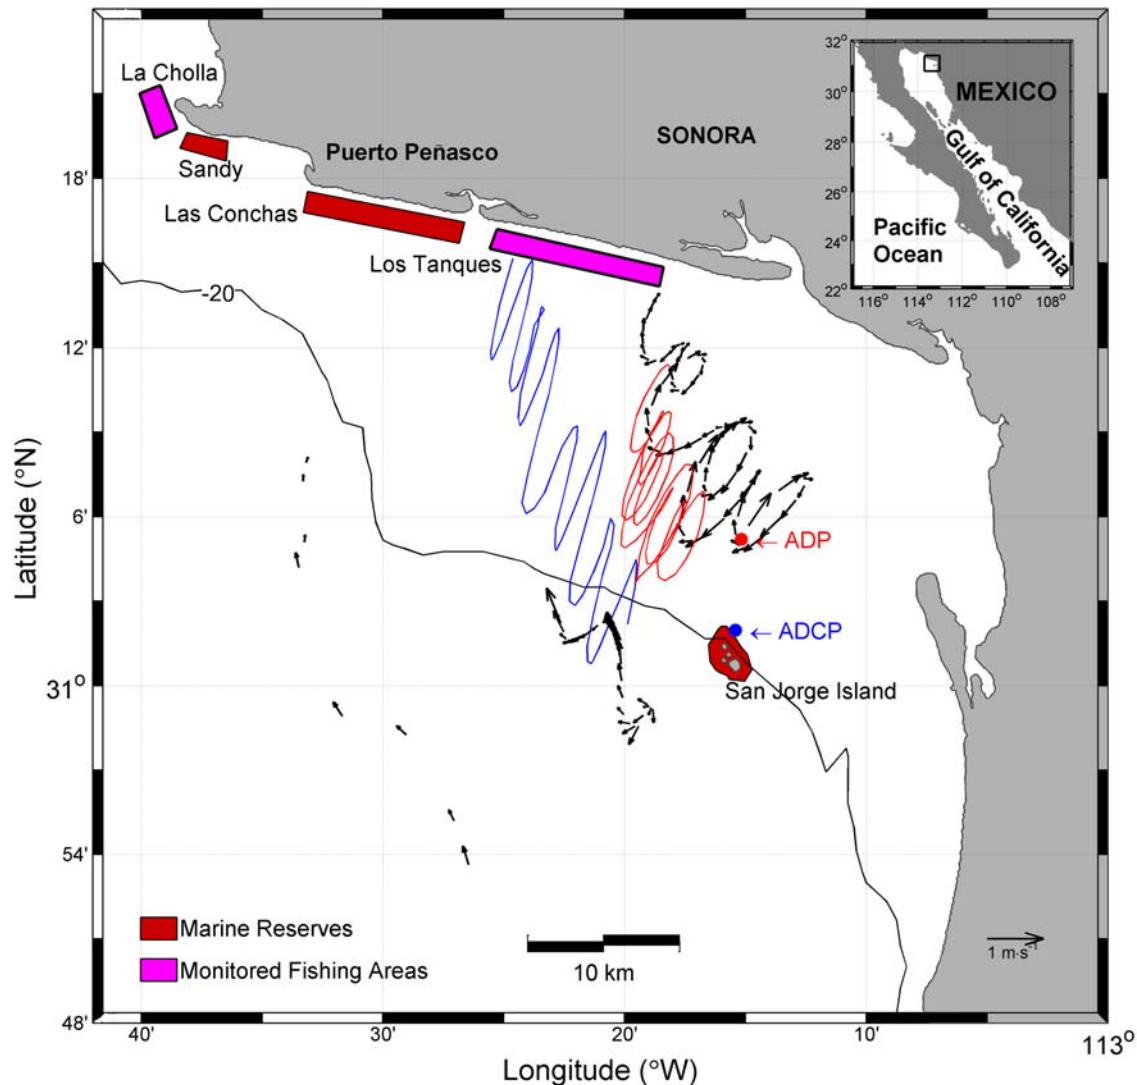 La Cholla
Sandy
Puerto Peñasco
SONORA
Las Conchas
Los Tanques
-20
← ADP
← ADCP
San Jorge Island
32°
30°
28°
26°
24°
22°
116°
114°
112°
110°
108°
MEXICO
Gulf of California
Pacific
Ocean
18'
12'
6'
31°
54'
48'
Latitude (°N)
40'
30'
20'
10'
113°
Longitude (°W)
Marine Reserves
Monitored Fishing Areas
10 km
1 m·s⁻¹